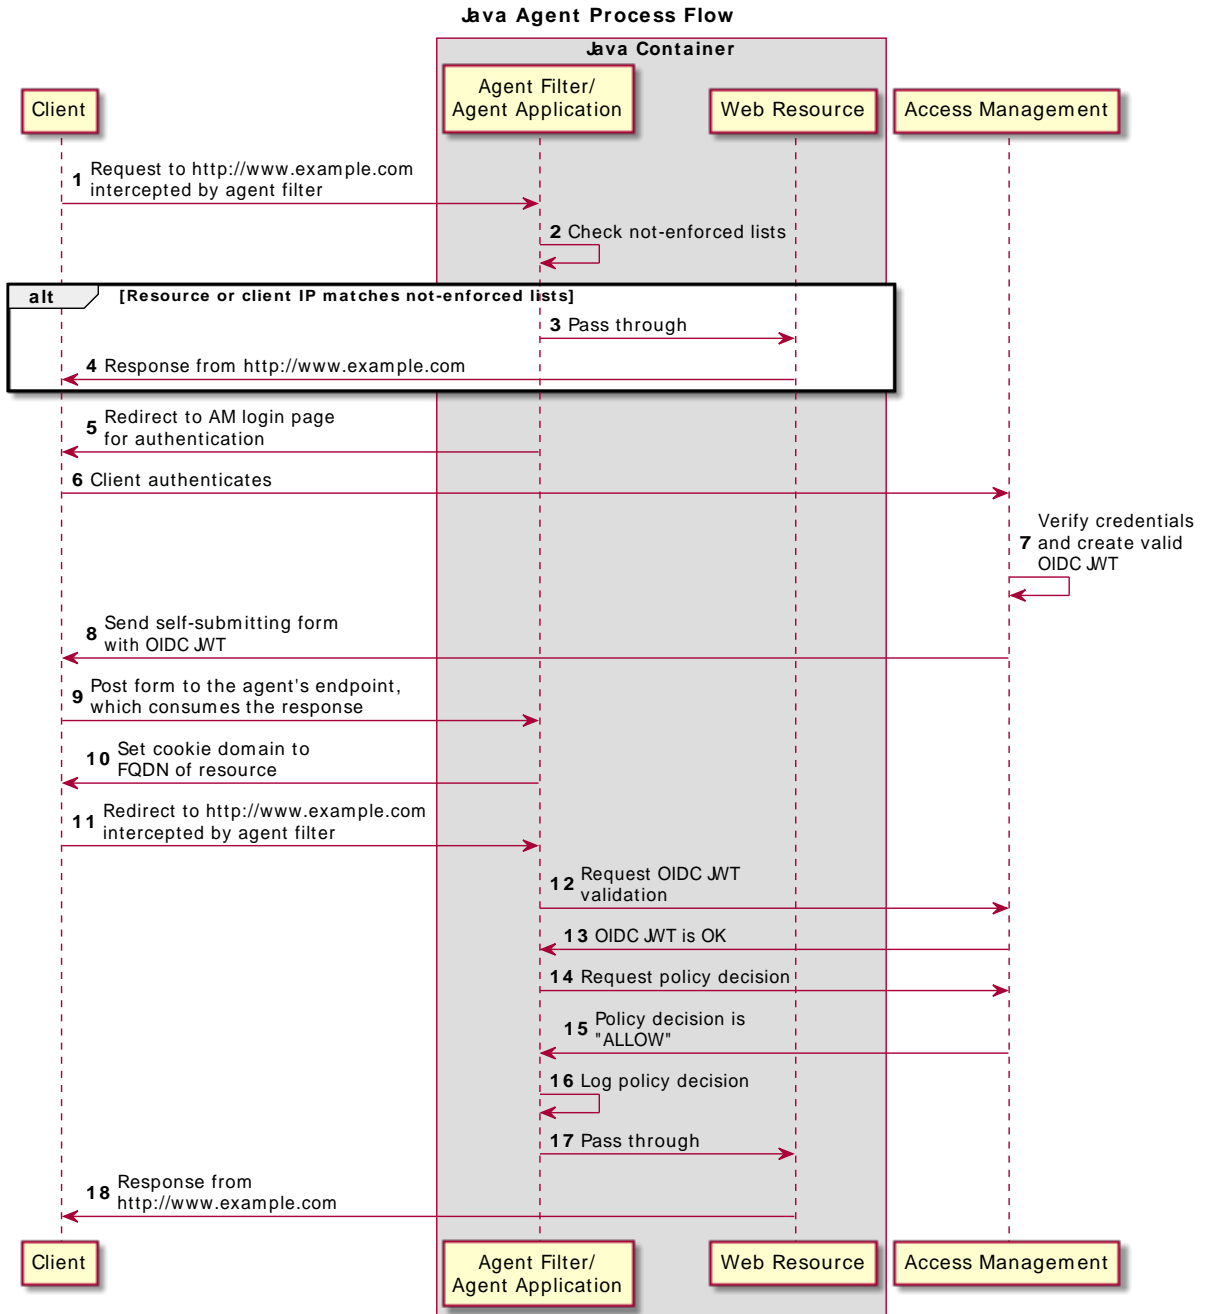 Java Agent Process Flow
Java Container
Client
Agent Filter/
Agent Application
Web Resource
Access Management
1 Request to http://www.example.com
intercepted by agent filter
2 Check not-enforced lists
alt [Resource or client IP matches not-enforced lists]
3 Pass through
4 Response from http://www.example.com
5 Redirect to AM login page
for authentication
6 Client authenticates
Verify credentials
7 and create valid
OIDC JWT
8 Send self-submitting form
with OIDC JWT
9 Post form to the agent's endpoint,
which consumes the response
10 Set cookie domain to
FQDN of resource
11 Redirect to http://www.example.com
intercepted by agent filter
12 Request OIDC JWT
validation
13 OIDC JWT is OK
14 Request policy decision
15 Policy decision is
"ALLOW"
16 Log policy decision
17 Pass through
18 Response from
http://www.example.com
Client
Agent Filter/
Agent Application
Web Resource
Access Management